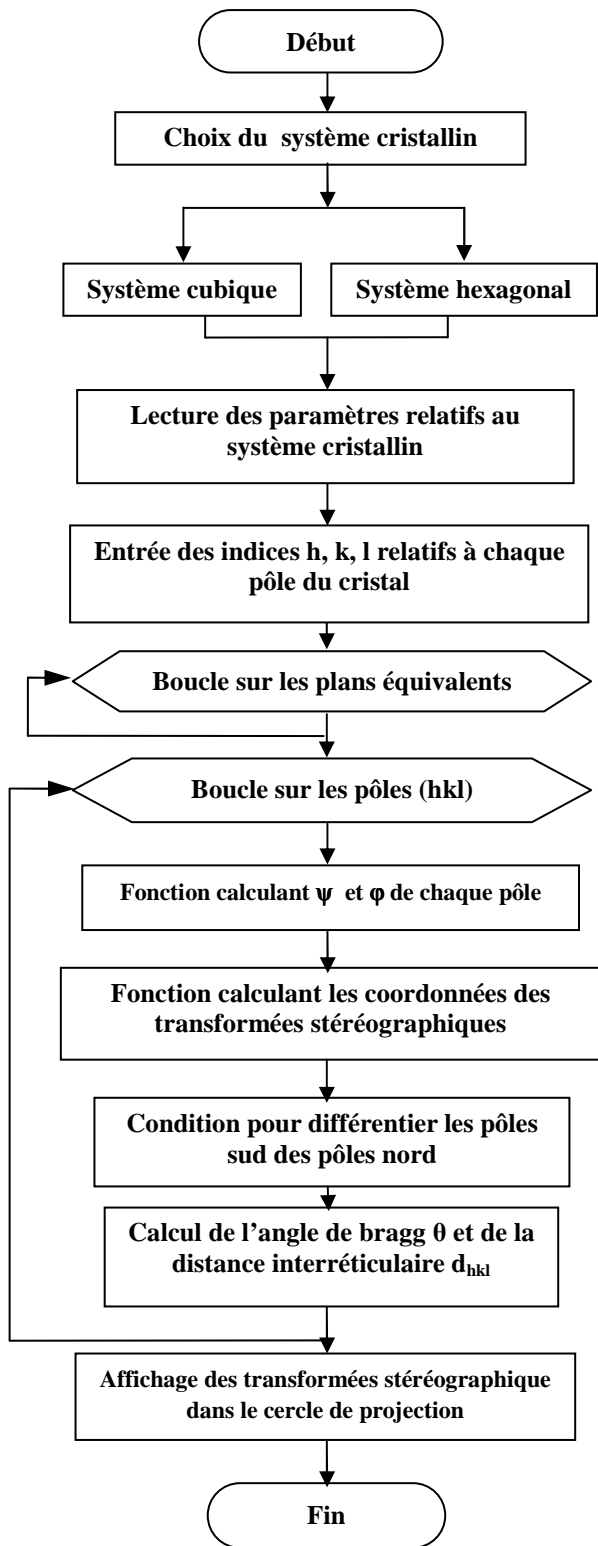 Début
Choix du système cristallin
Système cubique
Système hexagonal
Lecture des paramètres relatifs au
système cristallin
Entrée des indices h, k, l relatifs à chaque
pôle du cristal
Boucle sur les plans équivalents
Boucle sur les pôles (hkl)
Fonction calculant ψ et φ de chaque pôle
Fonction calculant les coordonnées des
transformées stéréographiques
Condition pour différentier les pôles
sud des pôles nord
Calcul de l’angle de bragg θ et de la
distance interréticulaire dhkl
Affichage des transformées stéréographique
dans le cercle de projection
Fin